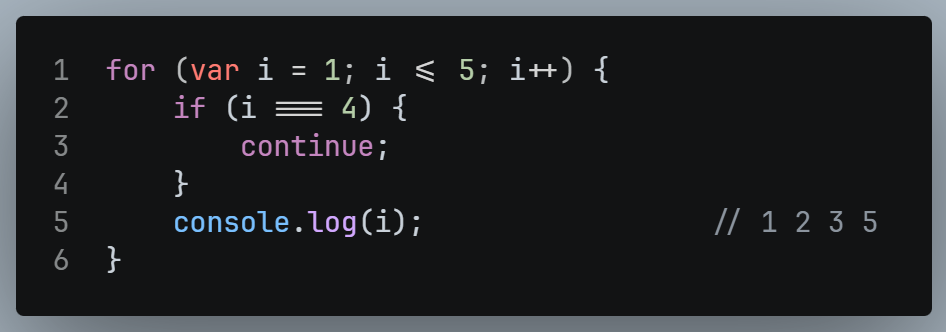 1 for (var i = 1; i <= 5; i++) {
2     if (i === 4) {
3         continue;
4     }
5     console.log(i);                 // 1 2 3 5
6 }